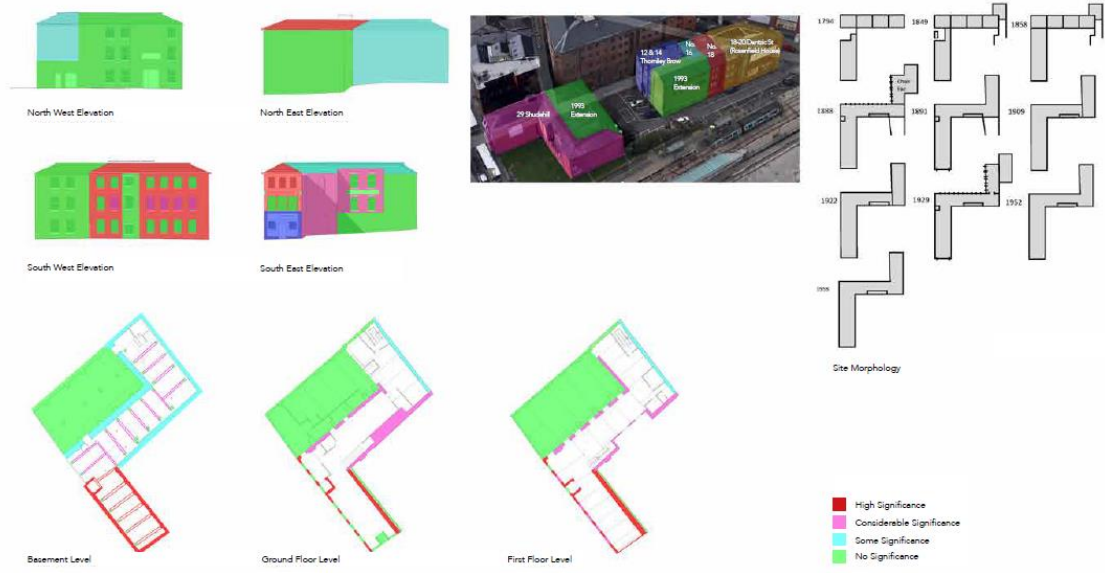 North West Elevation
North East Elevation
South West Elevation
South East Elevation
12 & 14
Thornley Brow
No.
16
No.
18
18-20 Dantzic St
(Rosenfield House)
1993
Extension
29 Shudehill
1993
Extension
1794
1849
1858
1888
Chair
Fac
1891
1909
1922
1929
1952
Site Morphology
Basement Level
Ground Floor Level
First Floor Level
High Significance
Considerable Significance
Some Significance
No Significance